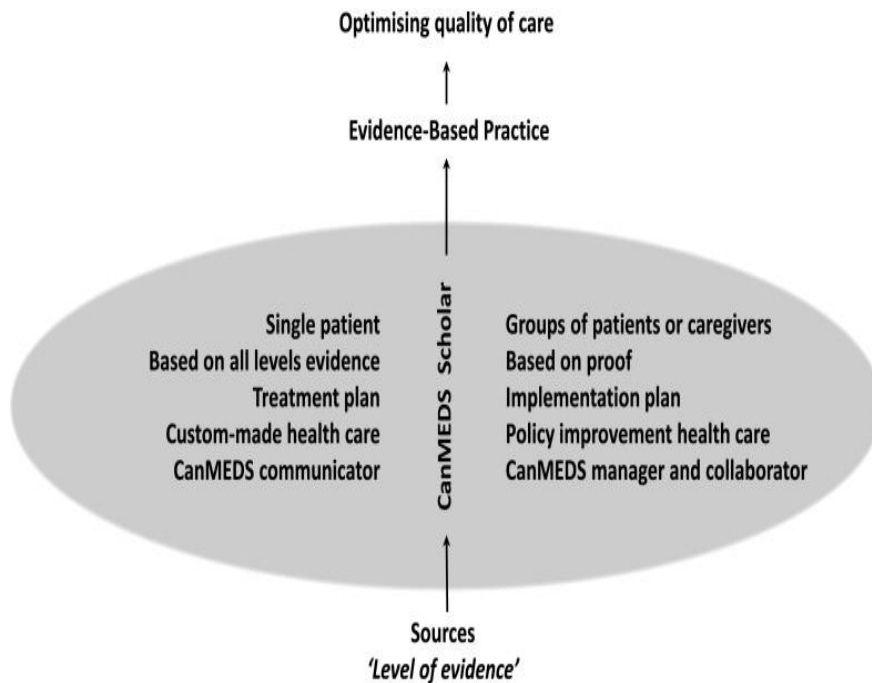 Optimising quality of care
Evidence-Based Practice
CanMEDS Scholar
Single patient
Based on all levels evidence
Treatment plan
Custom-made health care
CanMEDS communicator
Groups of patients or caregivers
Based on proof
Implementation plan
Policy improvement health care
CanMEDS manager and collaborator
Sources
‘Level of evidence’